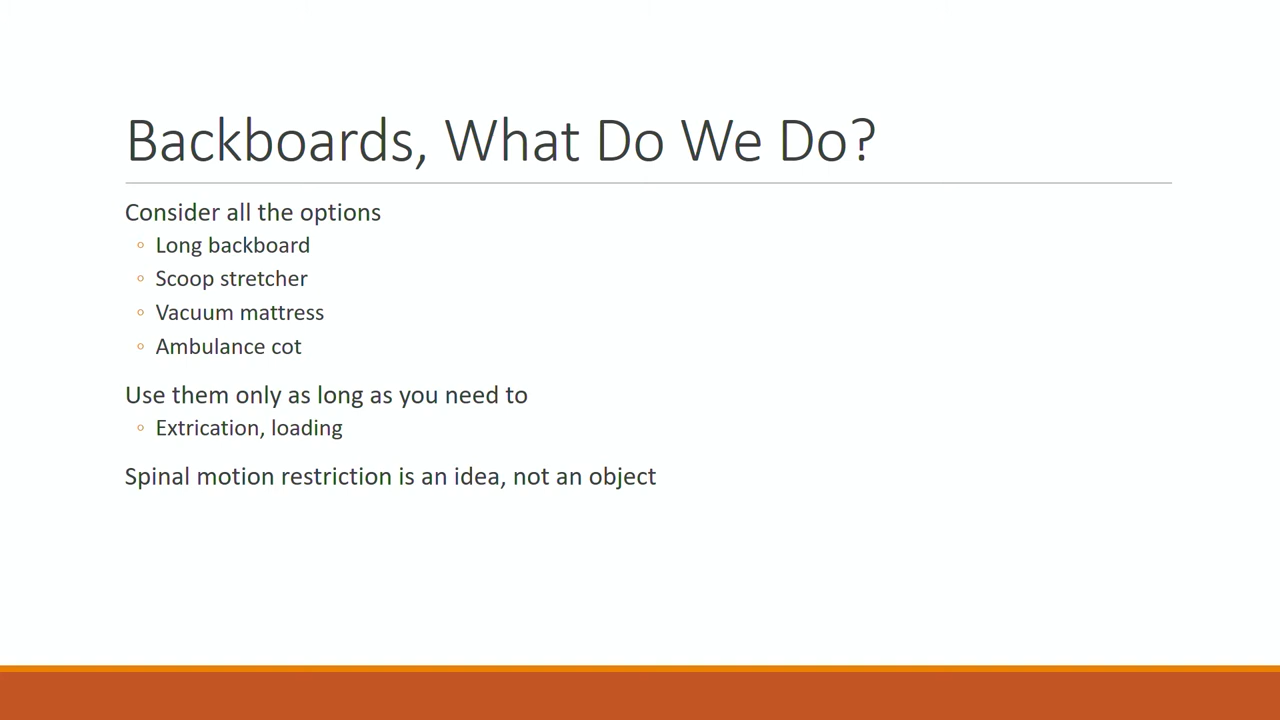 Backboards, What Do We Do?
Consider all the options
◦ Long backboard
◦ Scoop stretcher
◦ Vacuum mattress
◦ Ambulance cot
Use them only as long as you need to
◦ Extrication, loading
Spinal motion restriction is an idea, not an object